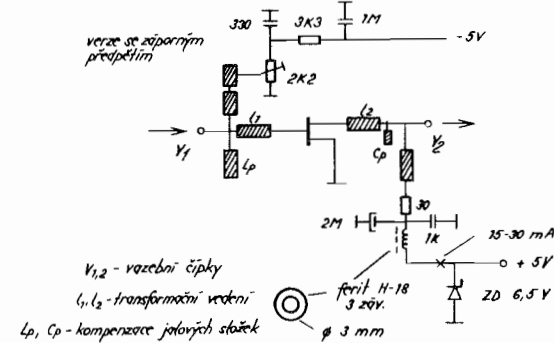 330
3K3
1M
-5V
verze se záporným
předpětím
2K2
l1
l2
V1
Lp
Cp
V2
30
2M
1K
15-30 mA
+5V
ferit H-18
3 záv.
ZD 6,5V
ϕ 3 mm
V1,2 - vazební čípky
l1, l2 - transformační vedení
Lp, Cp - kompenzace jalových složek